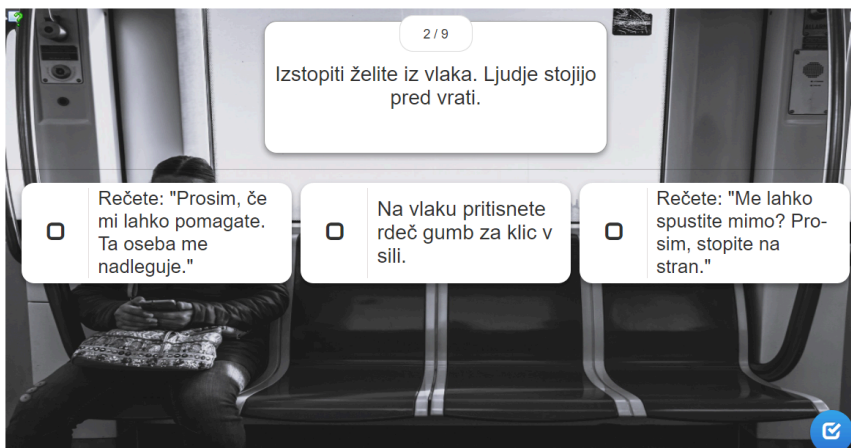 2 / 9
Izstopiti želite iz vlaka. Ljudje stojijo
pred vrati.
Rečete: "Prosim, če
mi lahko pomagate.
Ta oseba me
nadleguje."
Na vlaku pritisnete
rdeč gumb za klic v
sili.
Rečete: "Me lahko
spustite mimo? Pro-
sim, stopite na
stran."